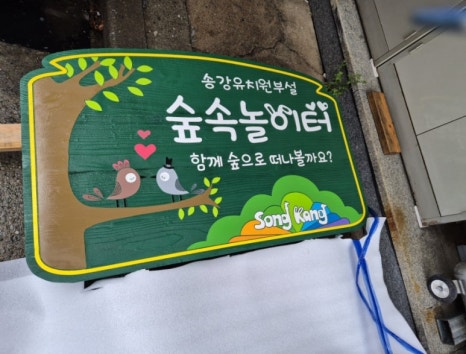 송강유치원부설
숲속놀이터
함께 숲으로 떠나볼까요?
Song Kang